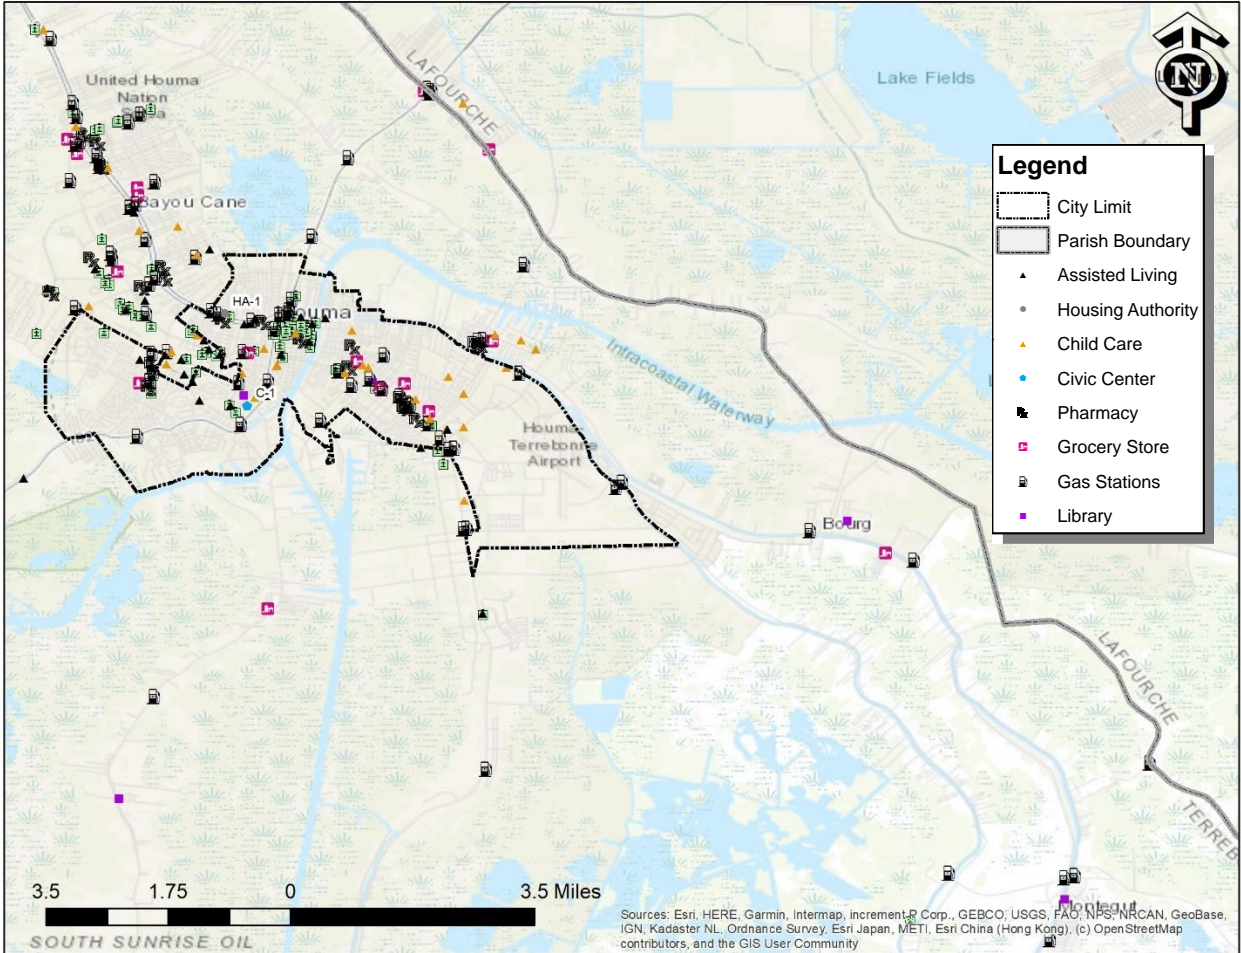 LAFOURCHE
N
Lake Fields
United Houma
Nation
Bayou Cane
HA-1
Houma
C-1
Intracoastal Waterway
Houma
Terrebonne
Airport
Bourg
LAFOURCHE
TERREB
Montegut
Legend
City Limit
Parish Boundary
Assisted Living
Housing Authority
Child Care
Civic Center
Pharmacy
Grocery Store
Gas Stations
Library
3.5 1.75 0 3.5 Miles
SOUTH SUNRISE OIL
Sources: Esri, HERE, Garmin, Intermap, increment P Corp., GEBCO, USGS, FAO, NPS, NRCAN, GeoBase,
IGN, Kadaster NL, Ordnance Survey, Esri Japan, METI, Esri China (Hong Kong), (c) OpenStreetMap
contributors, and the GIS User Community